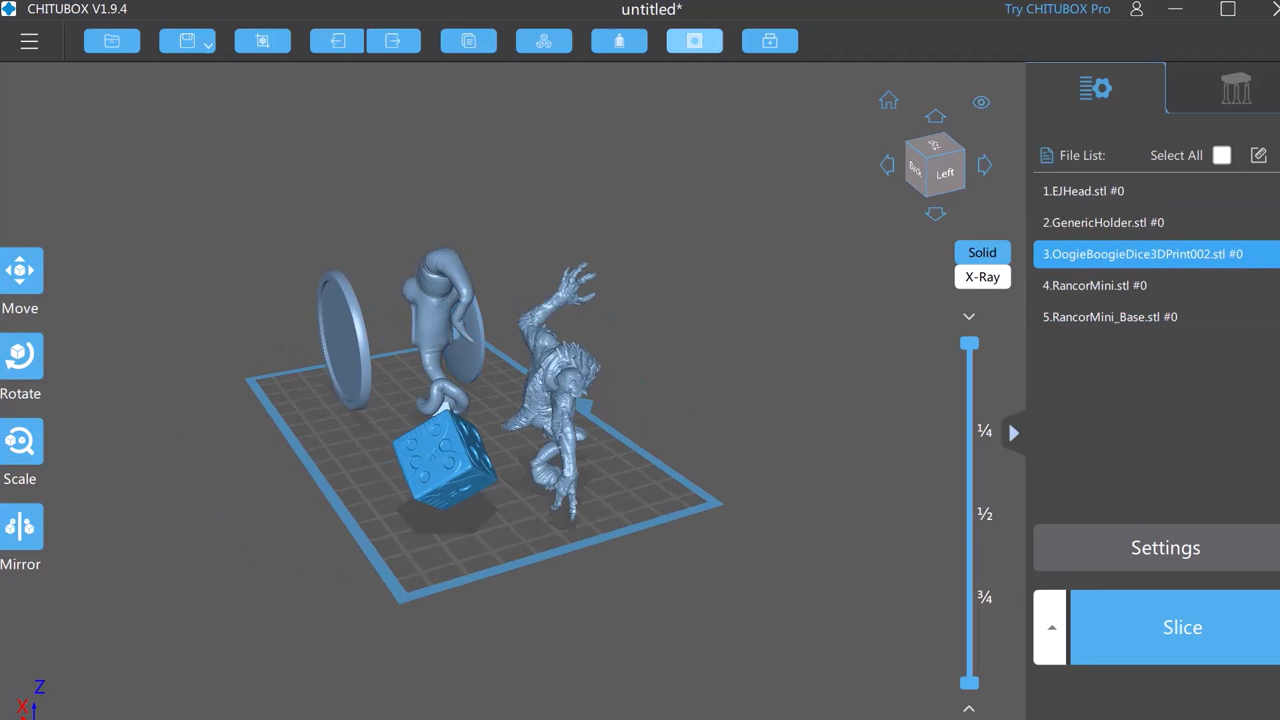 CHITUBOX V1.9.4
untitled*
Try CHITUBOX Pro
File List:
Select All
1.EJHead.stl #0
2.GenericHolder.stl #0
3.OogieBoogieDice3DPrint002.stl #0
4.RancorMini.stl #0
5.RancorMini_Base.stl #0
Back
Left
Solid
X-Ray
Move
Rotate
Scale
Mirror
¼
½
¾
Settings
Slice
Z
X